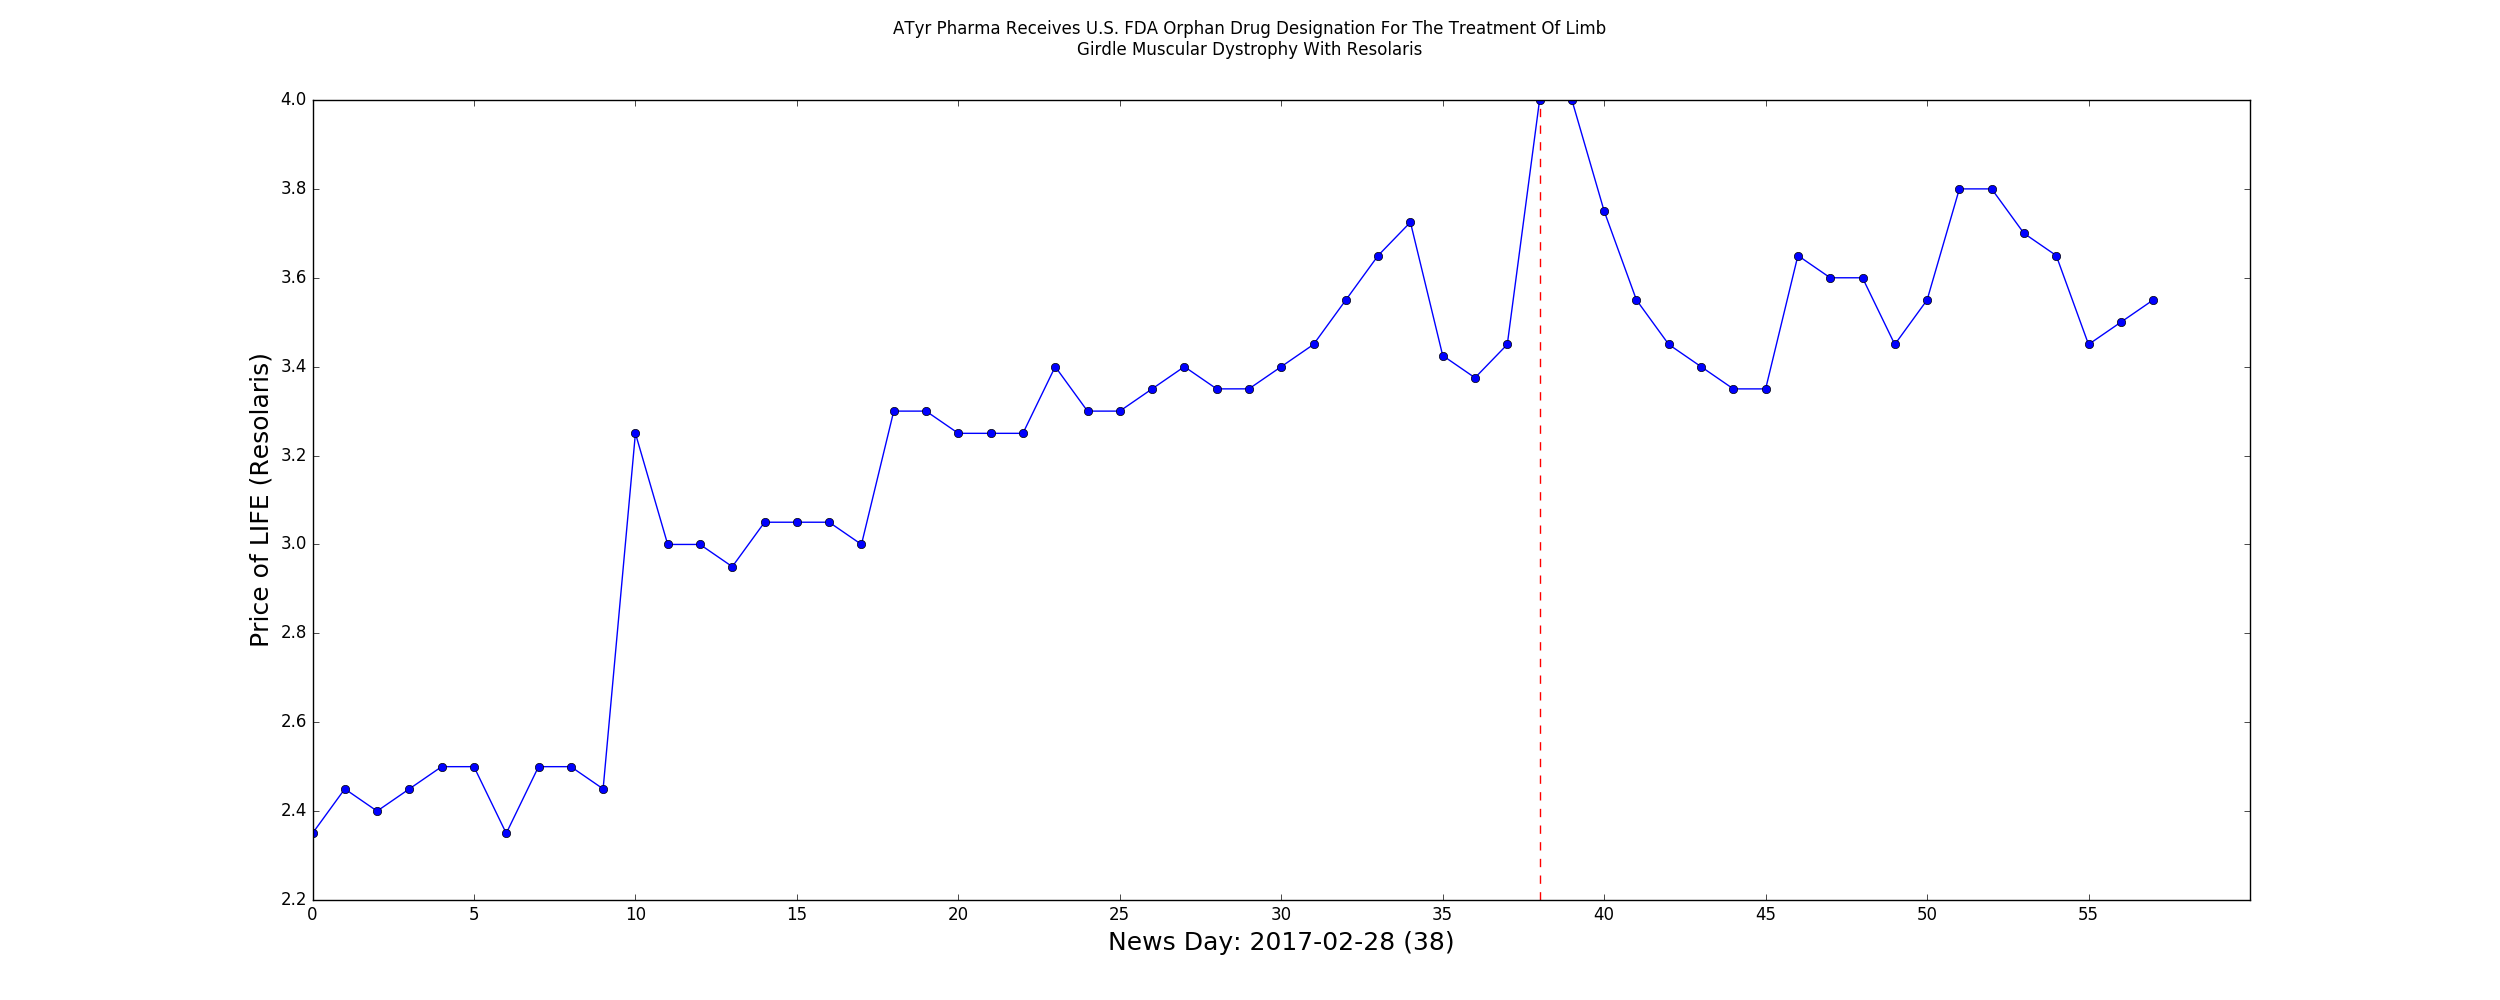 ATyr Pharma Receives U.S. FDA Orphan Drug Designation For The Treatment Of Limb
Girdle Muscular Dystrophy With Resolaris
4.0
3.8
3.6
3.4
3.2
3.0
2.8
2.6
2.4
2.2
Price of LIFE (Resolaris)
0 5 10 15 20 25 30 35 40 45 50 55
News Day: 2017-02-28 (38)